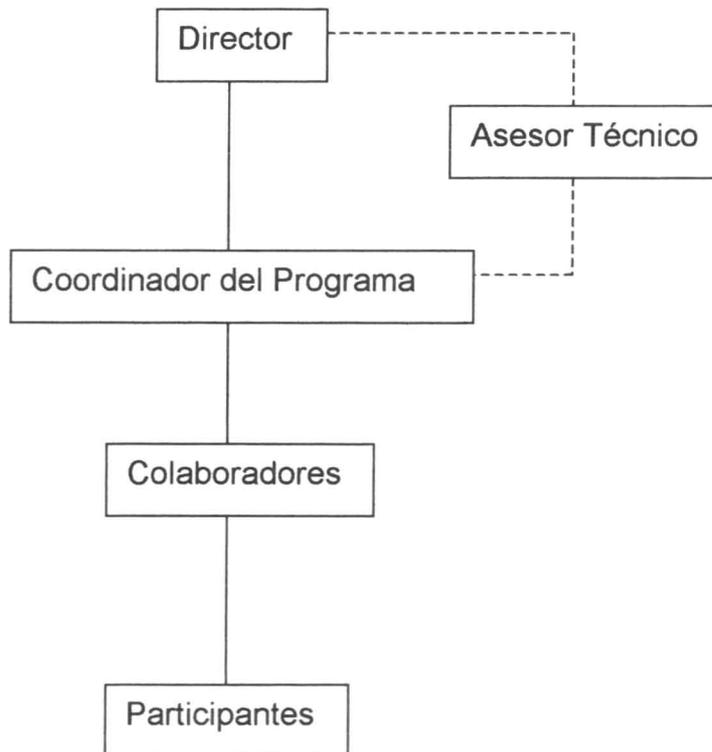 Director
Asesor Técnico
Coordinador del Programa
Colaboradores
Participantes